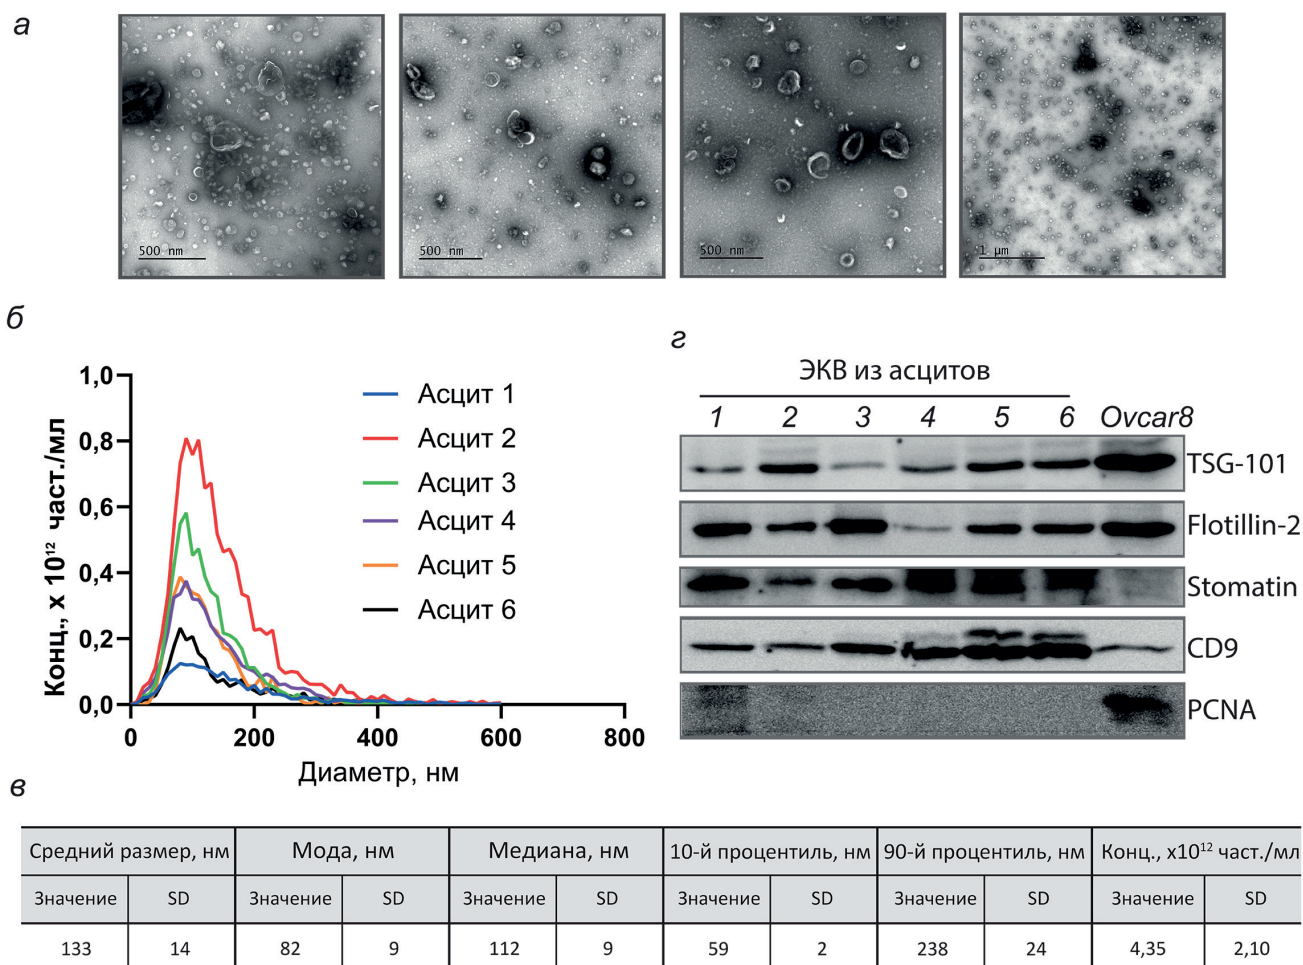 а
500 nm
500 nm
500 nm
1 μm
б
Конц., х 10¹² част./мл
1,0
0,8
0,6
0,4
0,2
0,0
0
200
400
600
800
Диаметр, нм
Асцит 1
Асцит 2
Асцит 3
Асцит 4
Асцит 5
Асцит 6
г
ЭКВ из асцитов
1 2 3 4 5 6 Ovcar8
TSG-101
Flotillin-2
Stomatin
CD9
PCNA
в
Средний размер, нм Мода, нм Медиана, нм 10-й процентиль, нм 90-й процентиль, нм Конц., х10¹² част./мл
Значение SD Значение SD Значение SD Значение SD Значение SD Значение SD
133 14 82 9 112 9 59 2 238 24 4,35 2,10